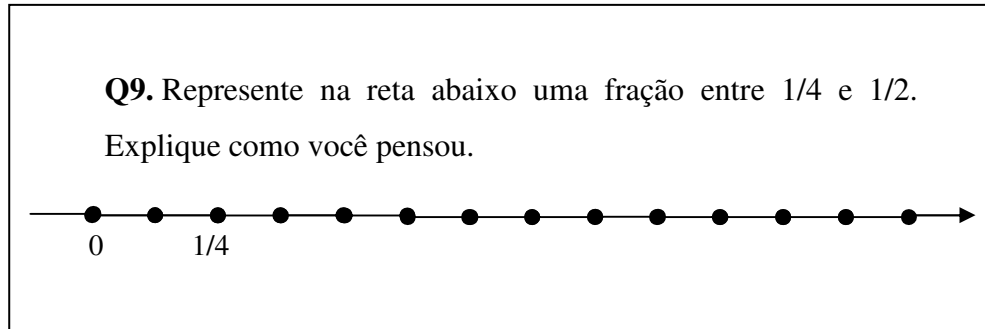 Q9. Represente na reta abaixo uma fração entre 1/4 e 1/2.
Explique como você pensou.
0 1/4